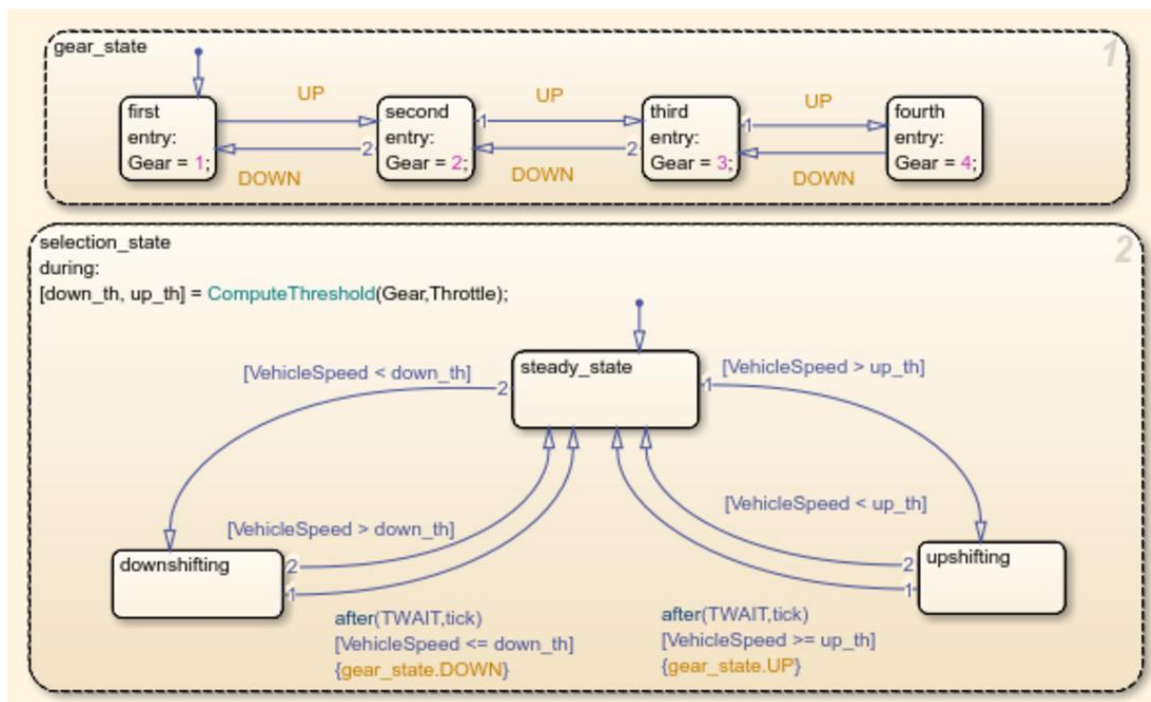 gear_state
1
UP
UP
UP
first
entry:
Gear = 1;
second
entry:
Gear = 2;
third
entry:
Gear = 3;
fourth
entry:
Gear = 4;
1
2
1
2
DOWN
DOWN
DOWN
selection_state
2
during:
[down_th, up_th] = ComputeThreshold(Gear,Throttle);
steady_state
[VehicleSpeed < down_th]
2
1
[VehicleSpeed > up_th]
[VehicleSpeed > down_th]
[VehicleSpeed < up_th]
downshifting
2
1
upshifting
2
1
after(TWAIT,tick)
[VehicleSpeed <= down_th]
{gear_state.DOWN}
after(TWAIT,tick)
[VehicleSpeed >= up_th]
{gear_state.UP}